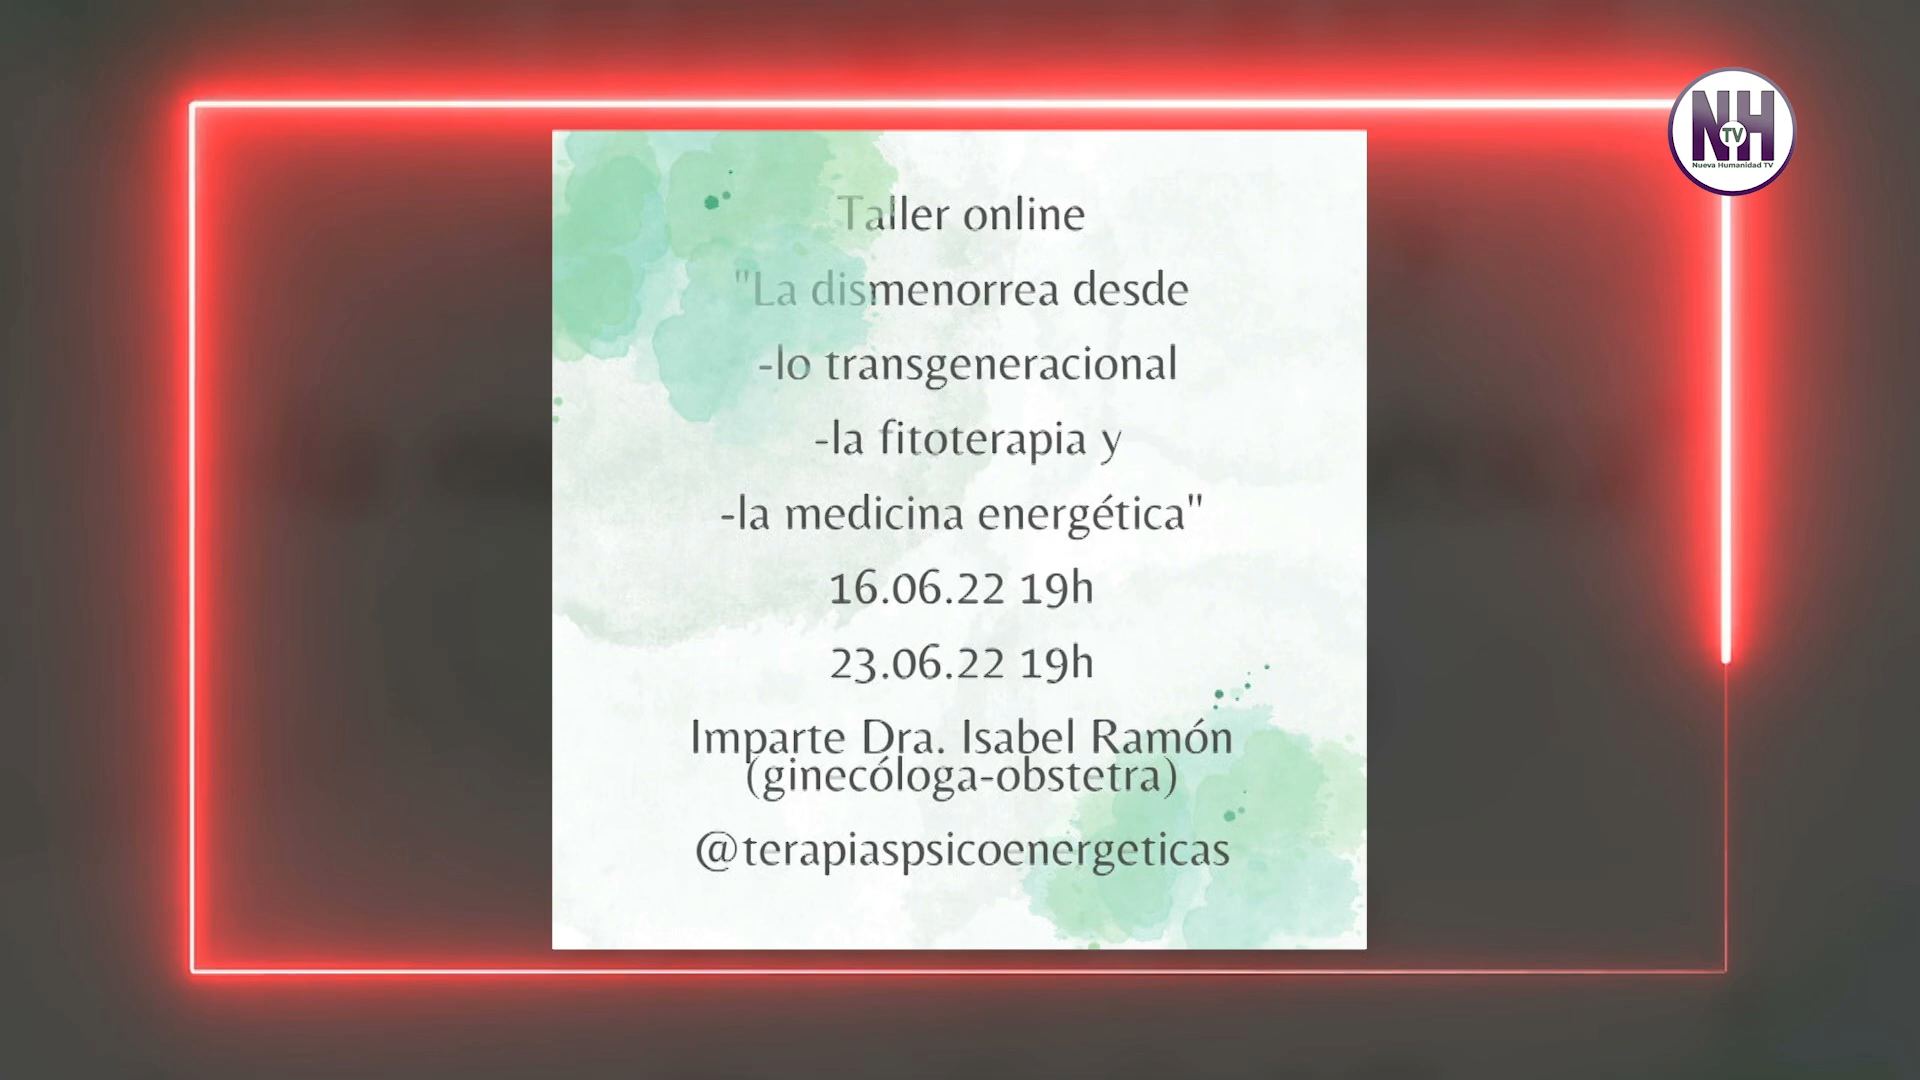 NH
TV
Nueva Humanidad TV
Taller online
"La dismenorrea desde
-lo transgeneracional
-la fitoterapia y
-la medicina energética"
16.06.22 19h
23.06.22 19h
Imparte Dra. Isabel Ramón
(ginecóloga-obstetra)
@terapiaspsicoenergeticas